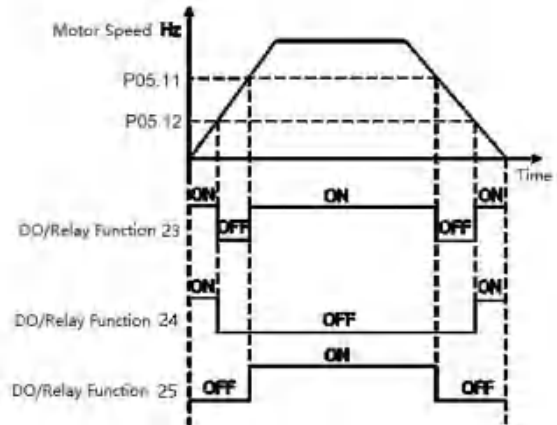 Motor Speed Hz
P05.11
P05.12
Time
ON ON ON
DO/Relay Function 23 OFF OFF
ON ON
DO/Relay Function 24 OFF
ON
DO/Relay Function 25 OFF OFF